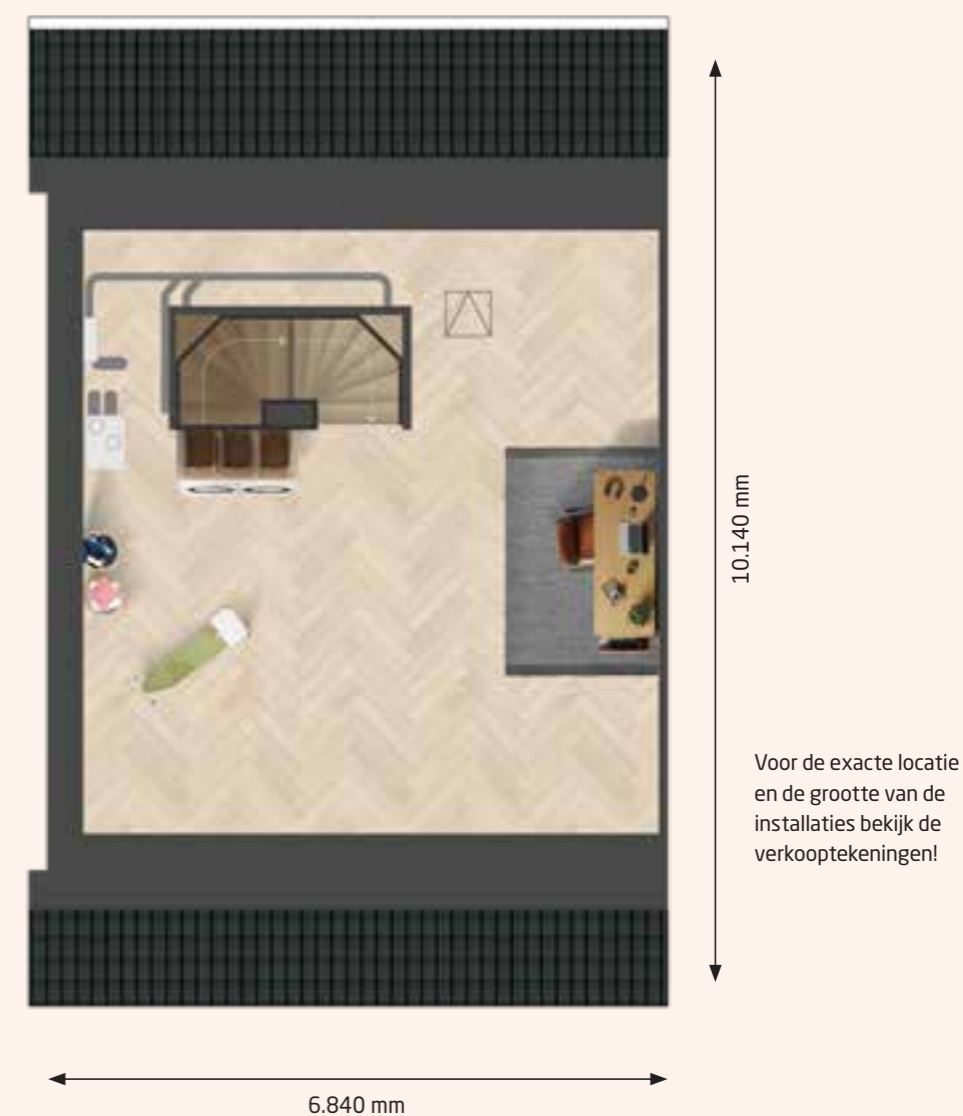 10.140 mm
Voor de exacte locatie
en de grootte van de
installaties bekijk de
verkooptekeningen!
6.840 mm